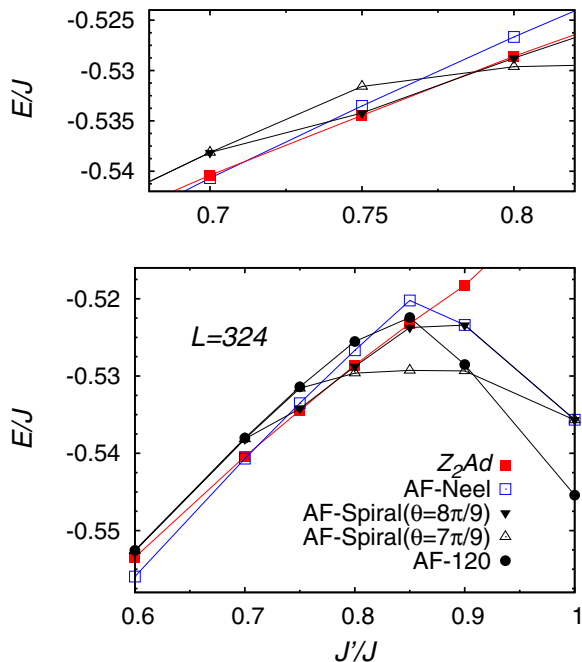 -0.525
-0.53
-0.535
-0.54
E/J
0.7
0.75
0.8
-0.52
-0.53
-0.54
-0.55
E/J
L=324
Z₂Ad
AF-Neel
AF-Spiral(θ=8π/9)
AF-Spiral(θ=7π/9)
AF-120
0.6
0.7
0.8
0.9
1
J'/J